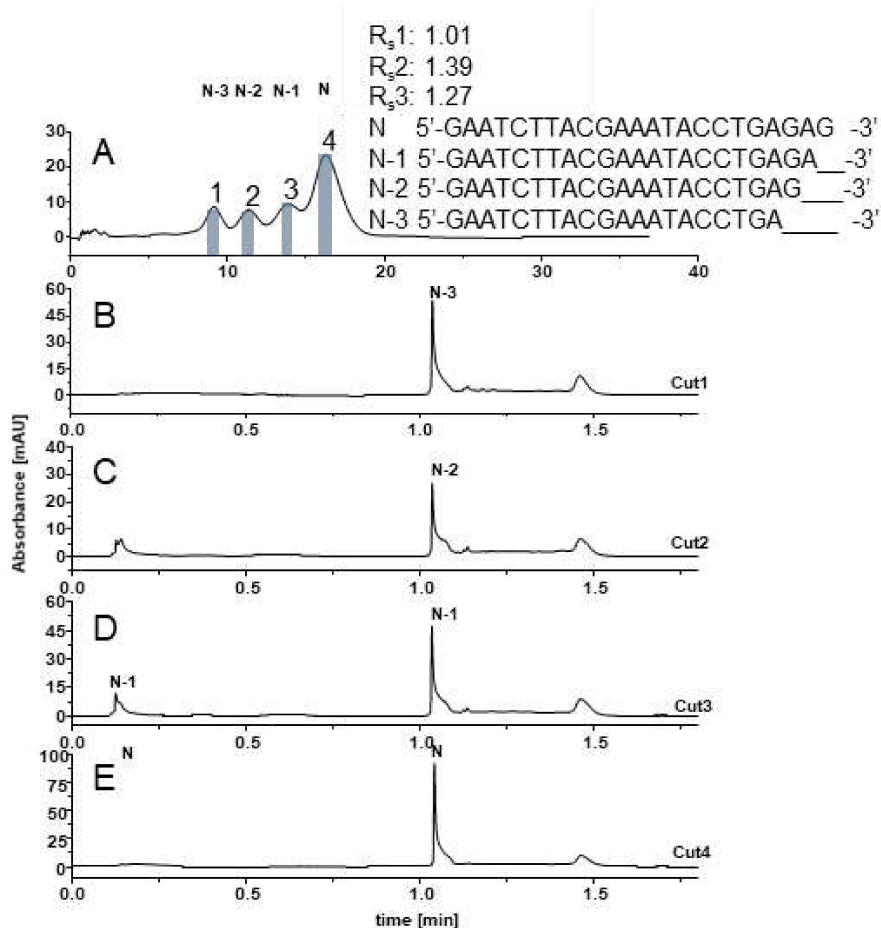 Rs1: 1.01
Rs2: 1.39
Rs3: 1.27
N-3 N-2 N-1 N
N 5'-GAATCTTACGAAATACCTGAGAG -3'
N-1 5'-GAATCTTACGAAATACCTGAGA__-3'
N-2 5'-GAATCTTACGAAATACCTGAG____-3'
N-3 5'-GAATCTTACGAAATACCTGA______-3'
A
1 2 3 4
30
20
10
0
0 10 20 30 40
B
N-3
Cut1
60
45
30
15
0
0.0 0.5 1.0 1.5
C
N-2
Cut2
40
30
20
10
0
0.0 0.5 1.0 1.5
D
N-1
N-1
Cut3
60
45
30
15
0
0.0 0.5 1.0 1.5
E
N
N
Cut4
100
75
50
25
0
0.0 0.5 1.0 1.5
Absorbance [mAU]
time [min]